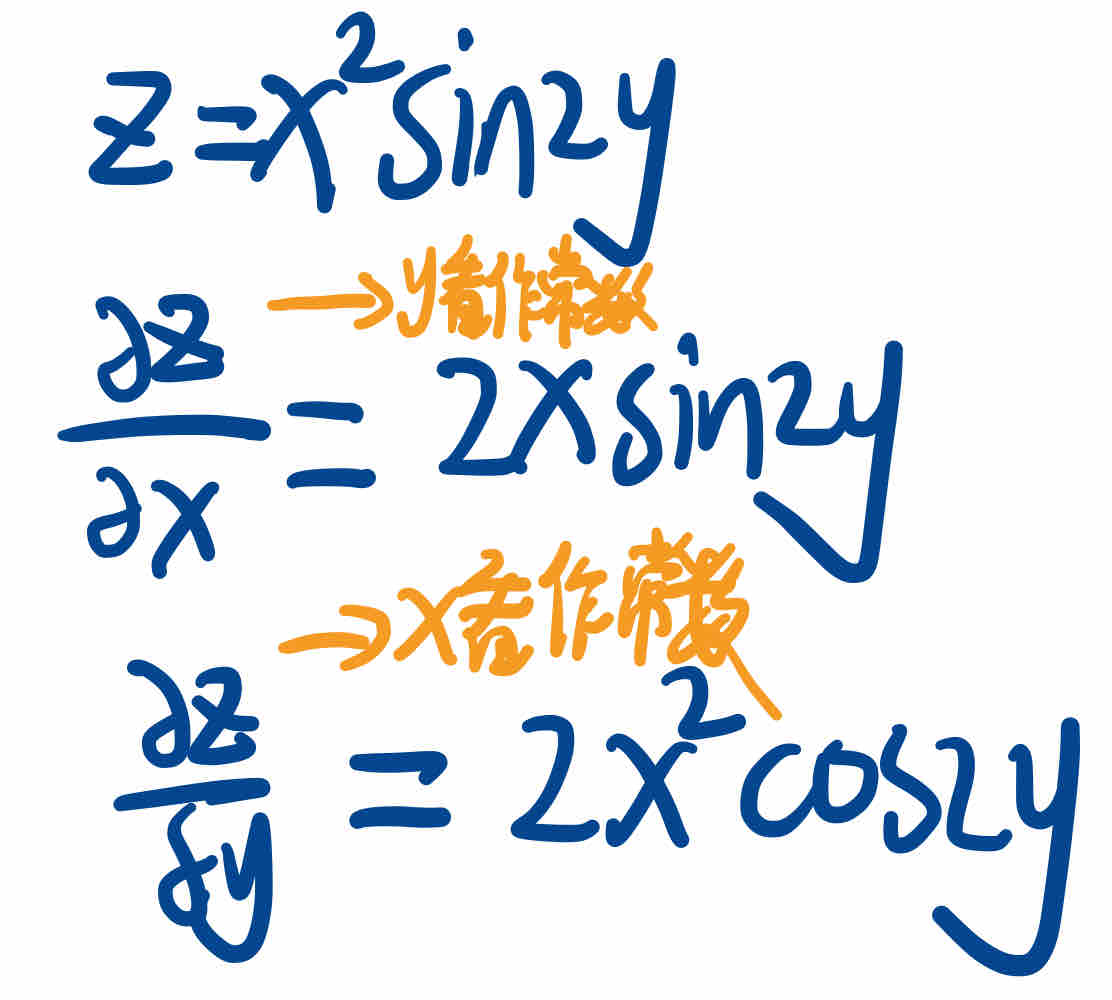 z=x²sin2y
→y看作常数
∂z/∂x = 2xsin2y
→x看作常数
∂z/∂y = 2x²cos2y